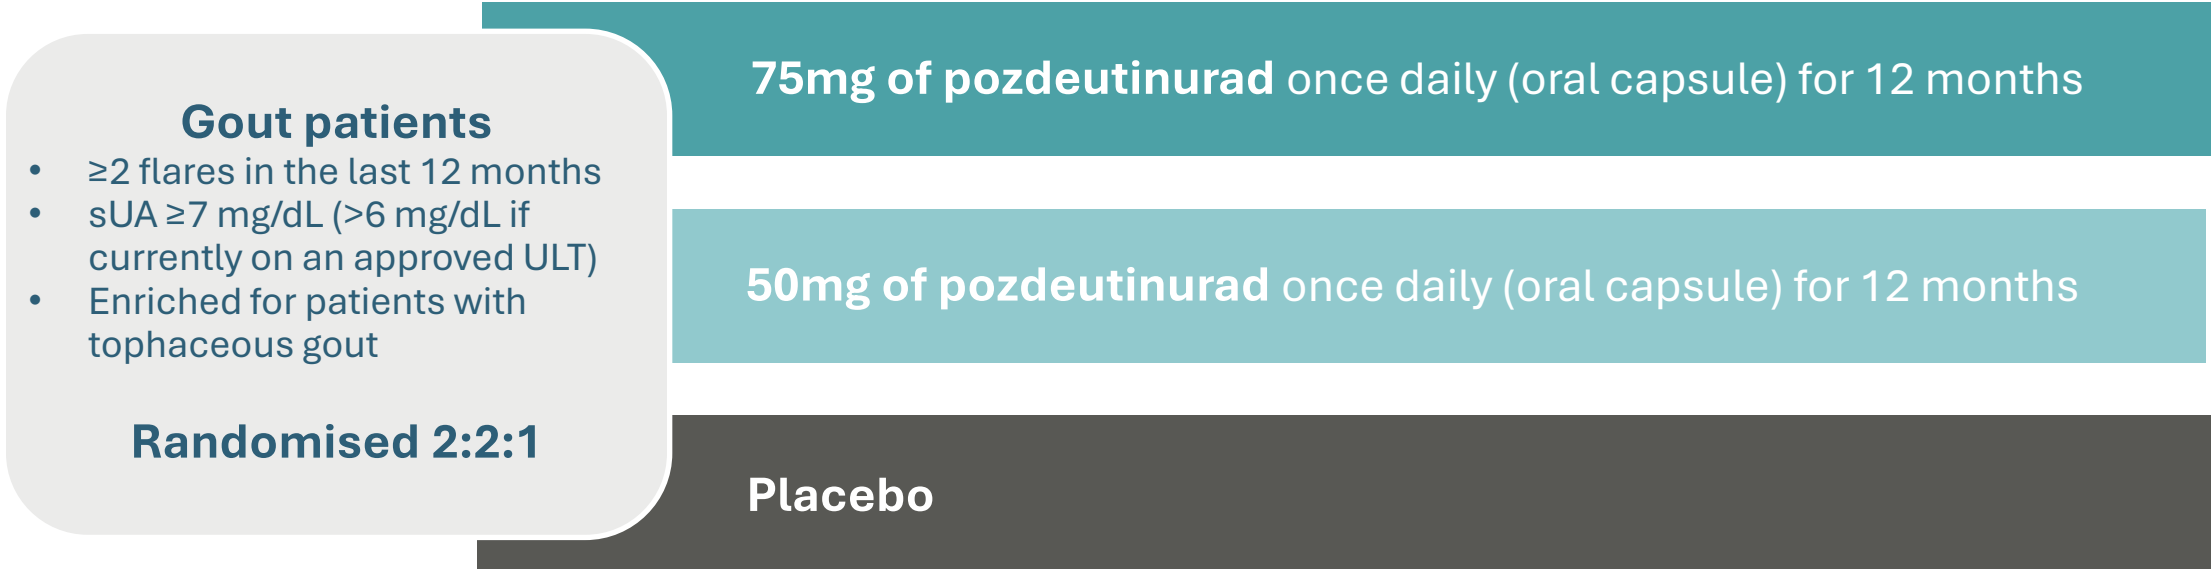 Gout patients
• ≥2 flares in the last 12 months
• sUA ≥7 mg/dL (>6 mg/dL if
currently on an approved ULT)
• Enriched for patients with
tophaceous gout
Randomised 2:2:1
75mg of pozdeutinurad once daily (oral capsule) for 12 months
50mg of pozdeutinurad once daily (oral capsule) for 12 months
Placebo